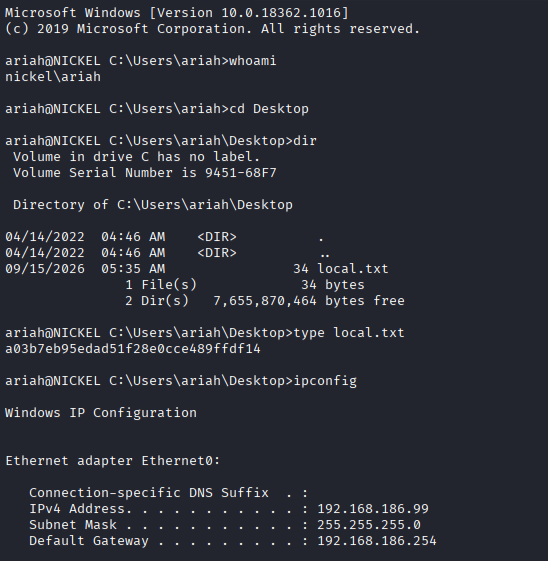 Microsoft Windows [Version 10.0.18362.1016]
(c) 2019 Microsoft Corporation. All rights reserved.
ariah@NICKEL C:\Users\ariah>whoami
nickel\ariah
ariah@NICKEL C:\Users\ariah>cd Desktop
ariah@NICKEL C:\Users\ariah\Desktop>dir
 Volume in drive C has no label.
 Volume Serial Number is 9451-68F7
 Directory of C:\Users\ariah\Desktop
04/14/2022  04:46 AM    <DIR>          .
04/14/2022  04:46 AM    <DIR>          ..
09/15/2026  05:35 AM                34 local.txt
               1 File(s)             34 bytes
               2 Dir(s)   7,655,870,464 bytes free
ariah@NICKEL C:\Users\ariah\Desktop>type local.txt
a03b7eb95edad51f28e0cce489ffdf14
ariah@NICKEL C:\Users\ariah\Desktop>ipconfig
Windows IP Configuration
Ethernet adapter Ethernet0:
   Connection-specific DNS Suffix  . :
   IPv4 Address. . . . . . . . . . . : 192.168.186.99
   Subnet Mask . . . . . . . . . . . : 255.255.255.0
   Default Gateway . . . . . . . . . : 192.168.186.254